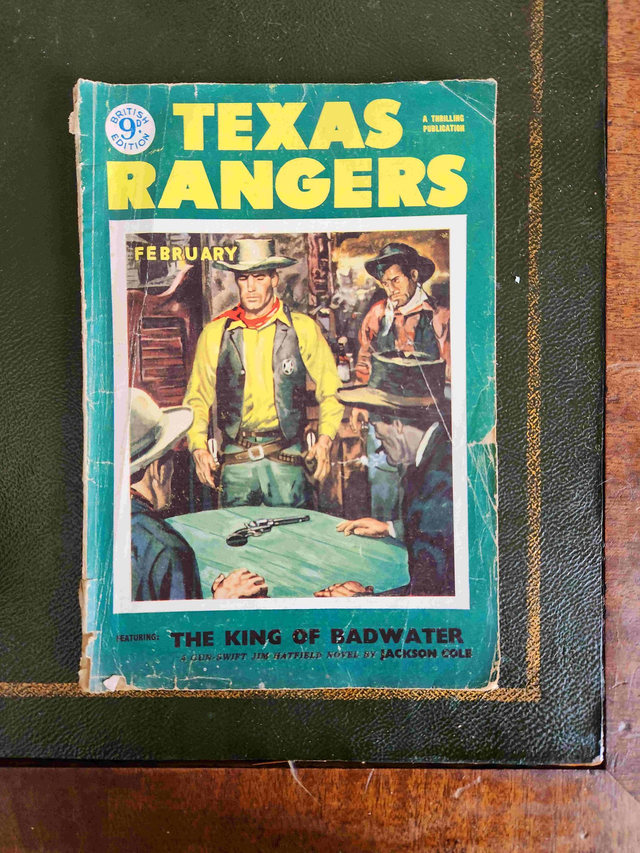 BRITISH
9D.
EDITION
TEXAS
RANGERS
A THRILLING
PUBLICATION
FEBRUARY
FEATURING: THE KING OF BADWATER
A GUN-SWIFT JIM HATFIELD NOVEL BY JACKSON COLE